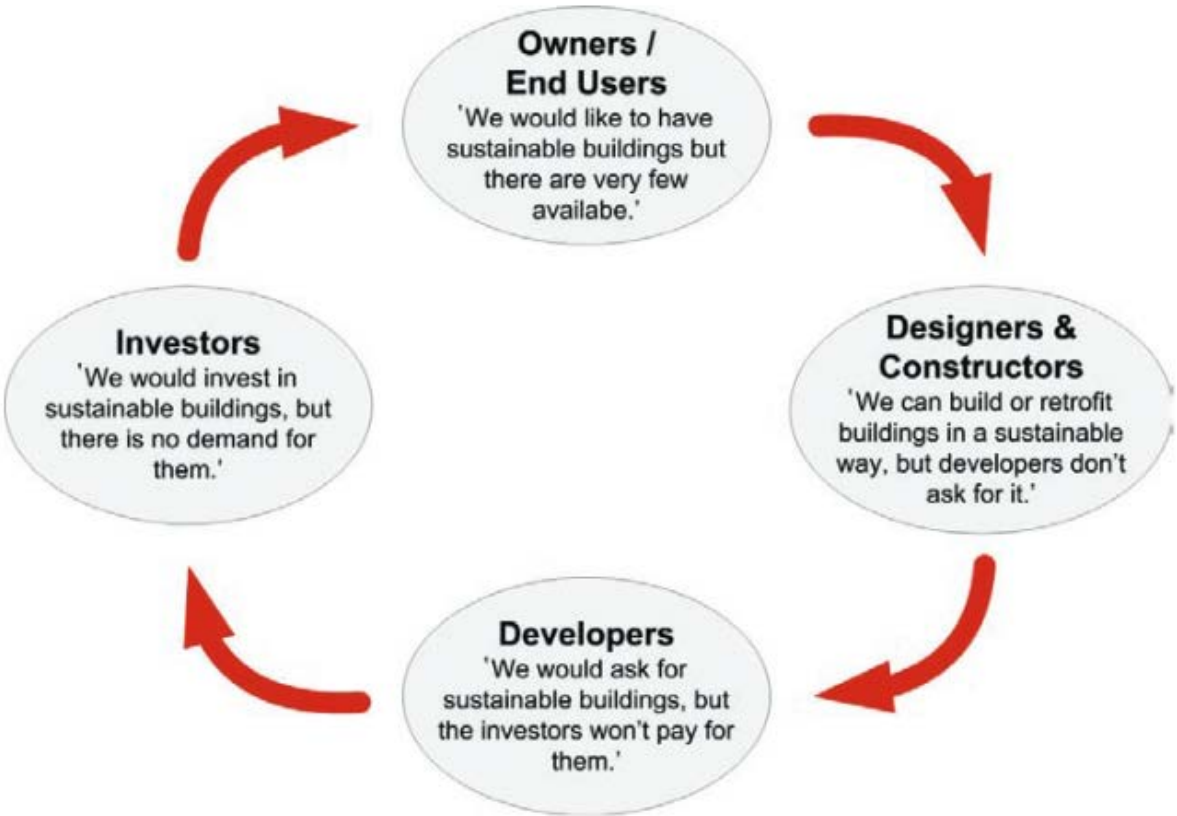 Owners /
End Users
'We would like to have
sustainable buildings but
there are very few
availabe.'
Designers &
Constructors
'We can build or retrofit
buildings in a sustainable
way, but developers don't
ask for it.'
Developers
'We would ask for
sustainable buildings, but
the investors won't pay for
them.'
Investors
'We would invest in
sustainable buildings, but
there is no demand for
them.'